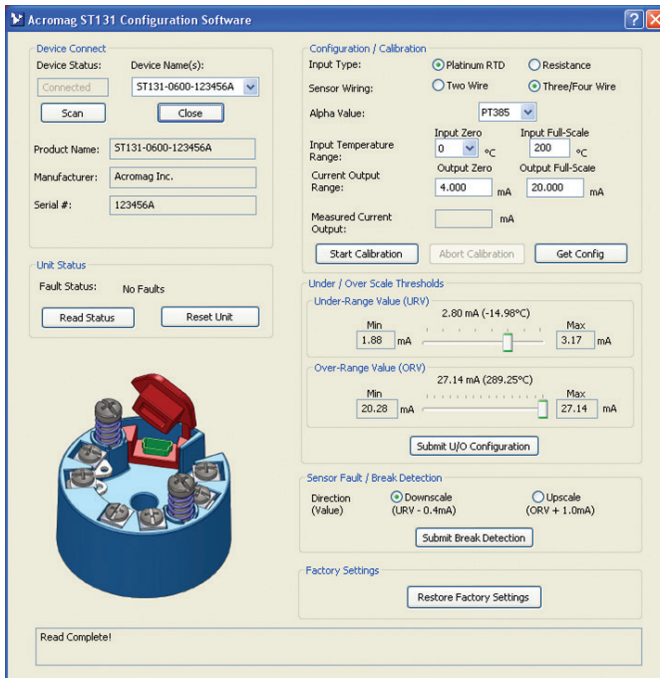 Acromag ST131 Configuration Software
Device Connect
Device Status: Device Name(s):
Connected ST131-0600-123456A
Scan Close
Product Name: ST131-0600-123456A
Manufacturer: Acromag Inc.
Serial #: 123456A
Unit Status
Fault Status: No Faults
Read Status Reset Unit
Configuration / Calibration
Input Type: Platinum RTD Resistance
Sensor Wiring: Two Wire Three/Four Wire
Alpha Value: PT385
Input Zero Input Full-Scale
Input Temperature Range: 0 °C 200 °C
Output Zero Output Full-Scale
Current Output Range: 4.000 mA 20.000 mA
Measured Current Output: mA
Start Calibration Abort Calibration Get Config
Under / Over Scale Thresholds
Under-Range Value (URV)
2.80 mA (-14.98°C)
Min Max
1.88 mA 3.17 mA
Over-Range Value (ORV)
27.14 mA (289.25°C)
Min Max
20.28 mA 27.14 mA
Submit U/O Configuration
Sensor Fault / Break Detection
Direction Downscale Upscale
(Value) (URV - 0.4mA) (ORV + 1.0mA)
Submit Break Detection
Factory Settings
Restore Factory Settings
Read Complete!